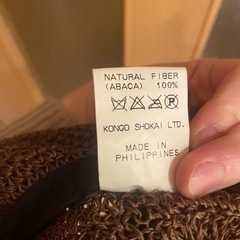 NATURAL FIBER
(ABACA) 100%
KONGO SHOKAI LTD.
MADE IN
PHILIPPINES